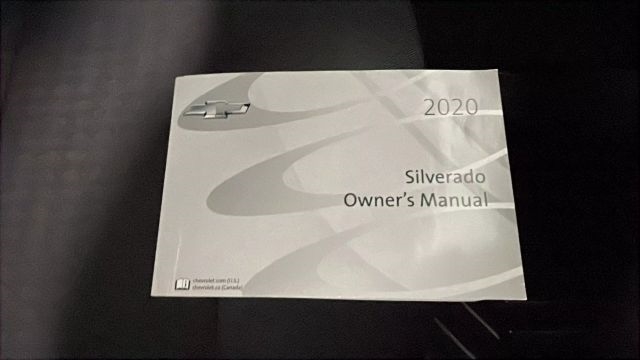 2020
Silverado
Owner's Manual
chevrolet.com (U.S.)
chevrolet.ca (Canada)